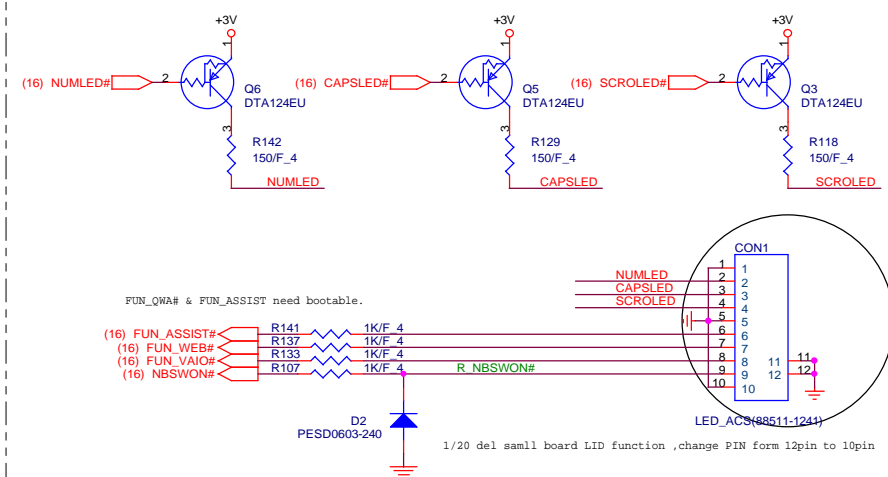 +3V
+3V
+3V
1
1
1
(16) NUMLED#
2
(16) CAPSLED#
2
(16) SCROLED#
2
Q6
DTA124EU
Q5
DTA124EU
Q3
DTA124EU
3
3
3
R142
150/F_4
R129
150/F_4
R118
150/F_4
NUMLED
CAPSLED
SCROLED
CON1
1 1
NUMLED 2 2
CAPSLED 3 3
SCROLED 4 4
5 5
FUN_QWA# & FUN_ASSIST need bootable.
(16) FUN_ASSIST# R141 1K/F_4 6 6
(16) FUN_WEB# R137 1K/F_4 7 7
(16) FUN_VAIO# R133 1K/F_4 8 8 11 11
(16) NBSWON# R107 1K/F_4 R_NBSWON# 9 9 12 12
10 10
D2
PESD0603-240
LED_ACS(88511-1241)
1/20 del samll board LID function ,change PIN form 12pin to 10pin